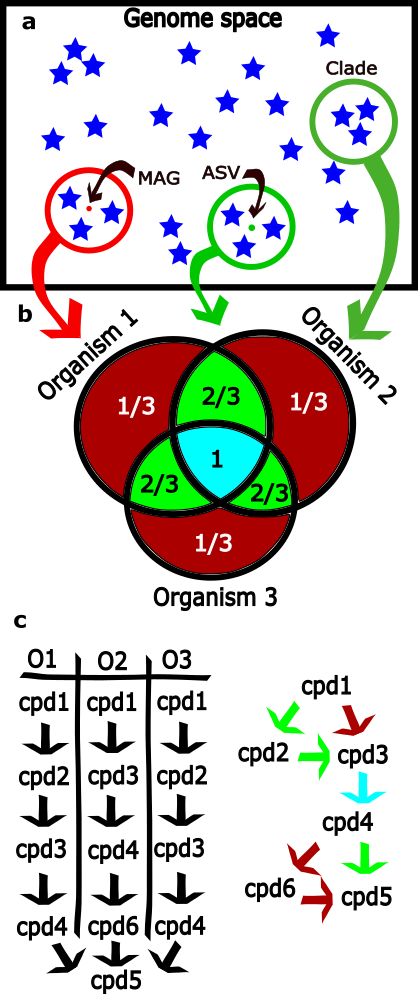 a
Genome space
Clade
MAG
ASV
b
Organism 1
Organism 2
1/3
2/3
1/3
1
2/3
2/3
1/3
Organism 3
c
O1 O2 O3
cpd1 cpd1 cpd1
cpd2 cpd3 cpd2
cpd3 cpd4 cpd3
cpd4 cpd6 cpd4
cpd5
cpd1
cpd2 cpd3
cpd4
cpd6 cpd5